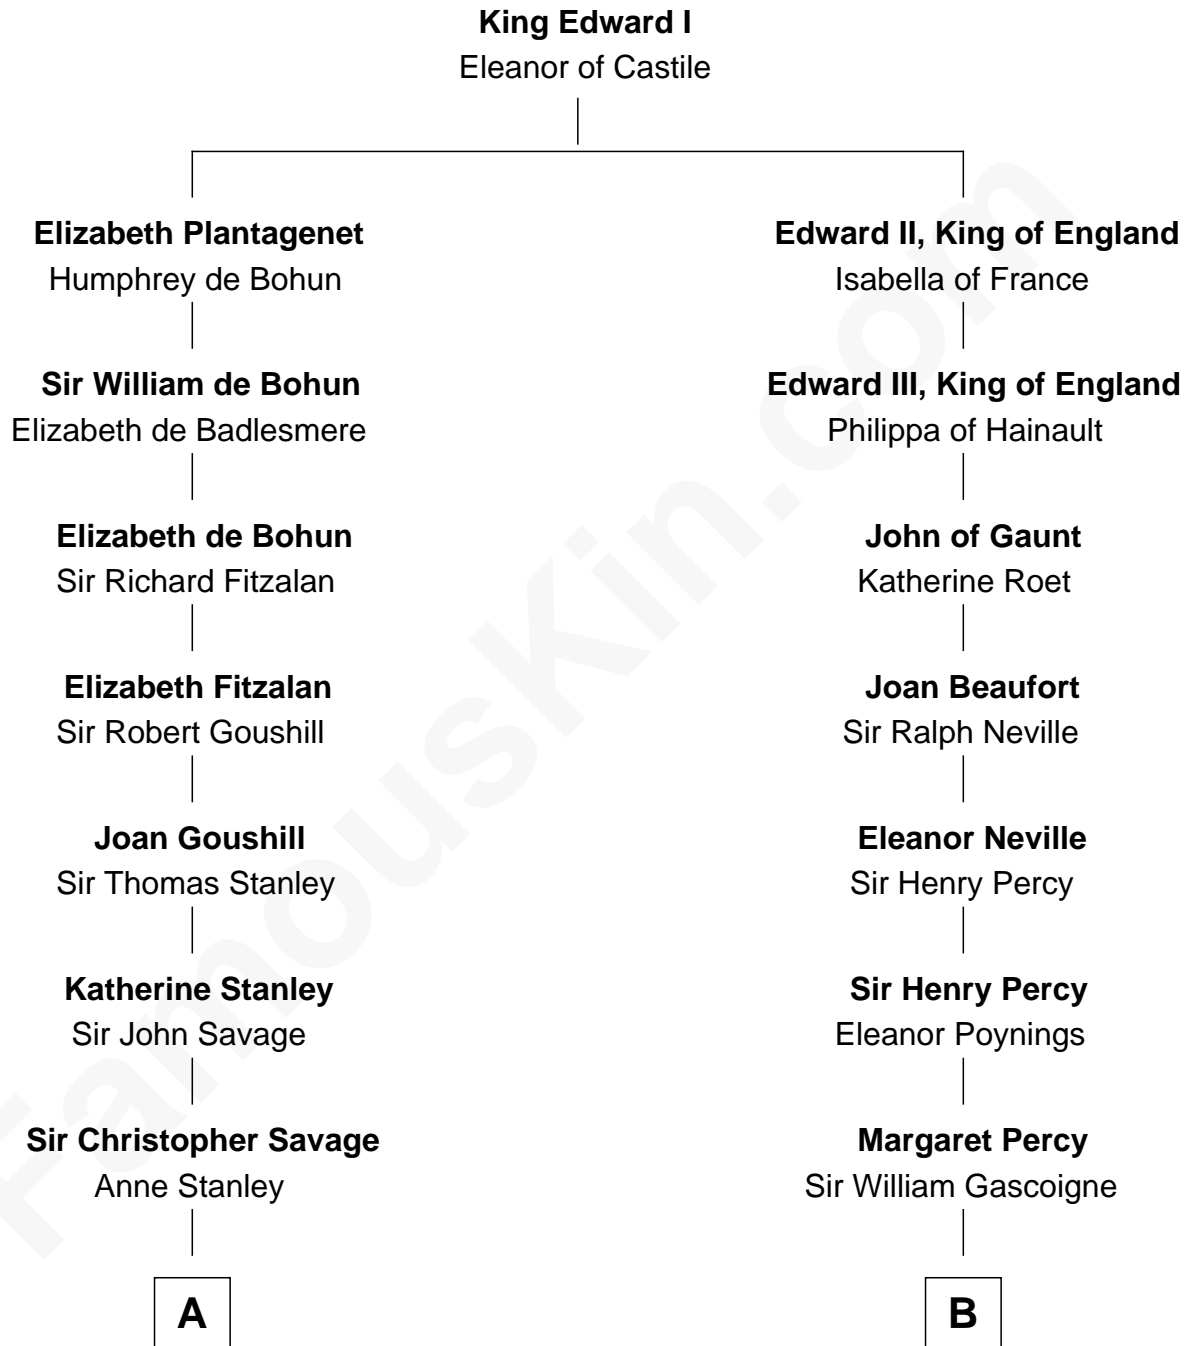 King Edward I
Eleanor of Castile
Elizabeth Plantagenet
Humphrey de Bohun
Edward II, King of England
Isabella of France
Sir William de Bohun
Elizabeth de Badlesmere
Edward III, King of England
Philippa of Hainault
Elizabeth de Bohun
Sir Richard Fitzalan
John of Gaunt
Katherine Roet
Elizabeth Fitzalan
Sir Robert Goushill
Joan Beaufort
Sir Ralph Neville
Joan Goushill
Sir Thomas Stanley
Eleanor Neville
Sir Henry Percy
Katherine Stanley
Sir John Savage
Sir Henry Percy
Eleanor Poynings
Sir Christopher Savage
Anne Stanley
Margaret Percy
Sir William Gascoigne
A
B
FamousKin.com